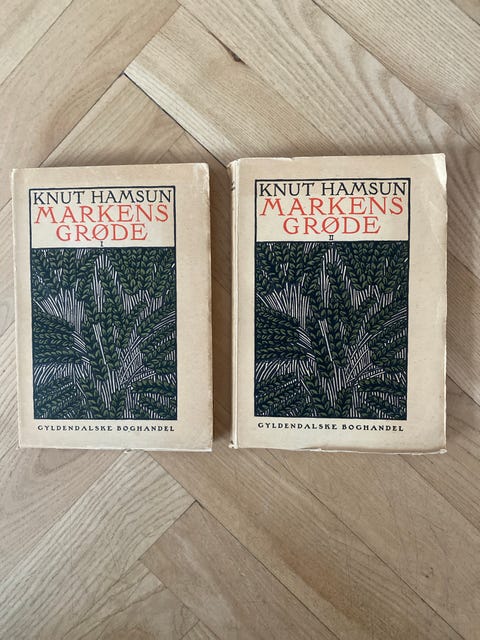 KNUT HAMSUN
MARKENS
GRØDE
I
GYLDENDALSKE BOGHANDEL
KNUT HAMSUN
MARKENS
GRØDE
II
GYLDENDALSKE BOGHANDEL